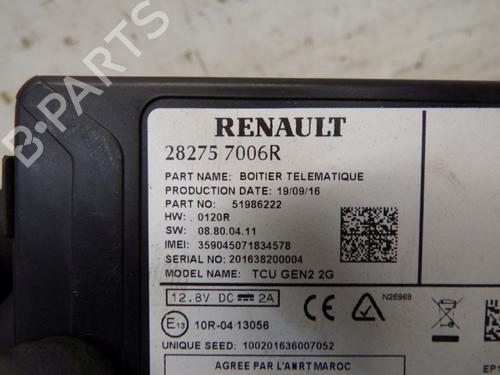 RENAULT
28275 7006R
PART NAME: BOITIER TELEMATIQUE
PRODUCTION DATE: 19/09/16
PART NO: 51986222
HW: 0120R
SW: 08.80.04.11
IMEI: 359045071834578
SERIAL NO: 201638200004
MODEL NAME: TCU GEN2 2G
12.8V DC 2A
N26968
E13 10R-04 13056
UNIQUE SEED: 100201636007052
AGREE PAR L'ANRT MAROC
B-PARTS